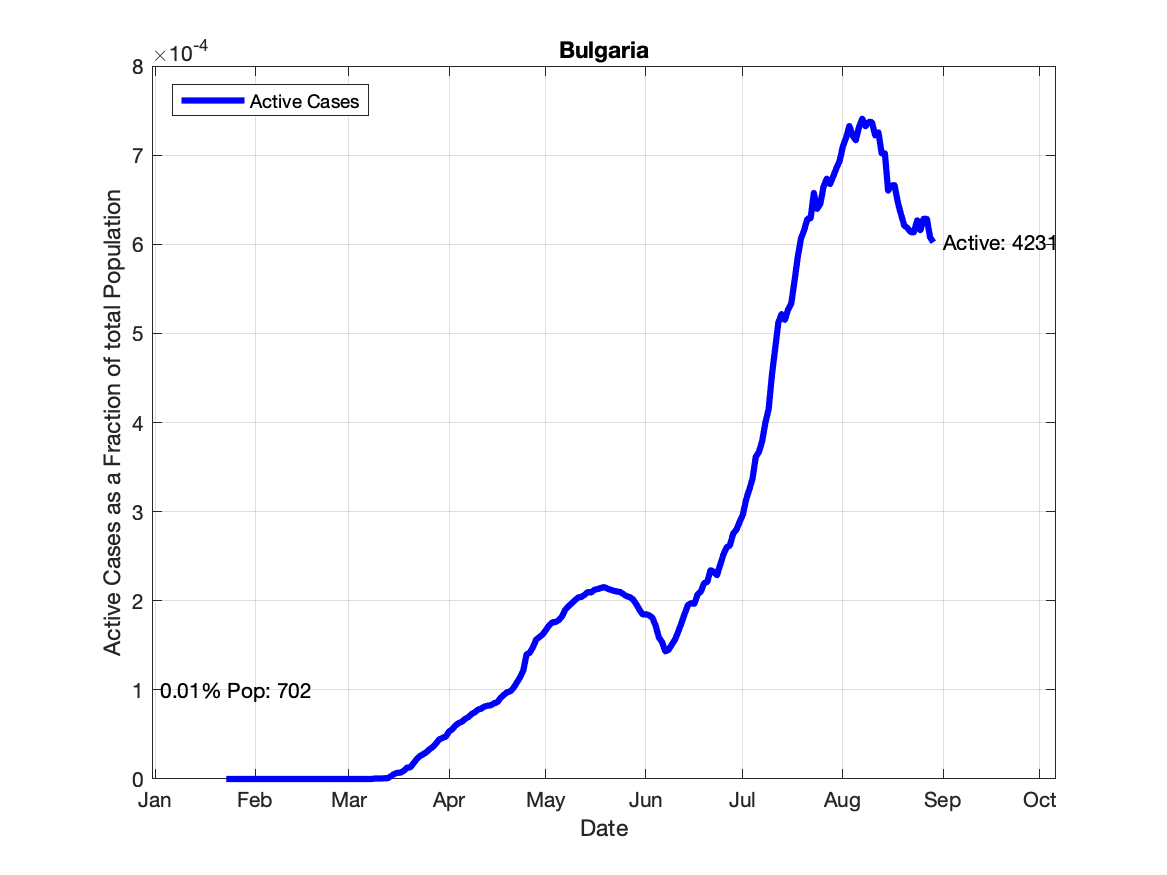 Bulgaria
×10-4
8
7
6
5
4
3
2
1
0
Active Cases
Active: 4231
0.01% Pop: 702
Active Cases as a Fraction of total Population
Jan Feb Mar Apr May Jun Jul Aug Sep Oct
Date